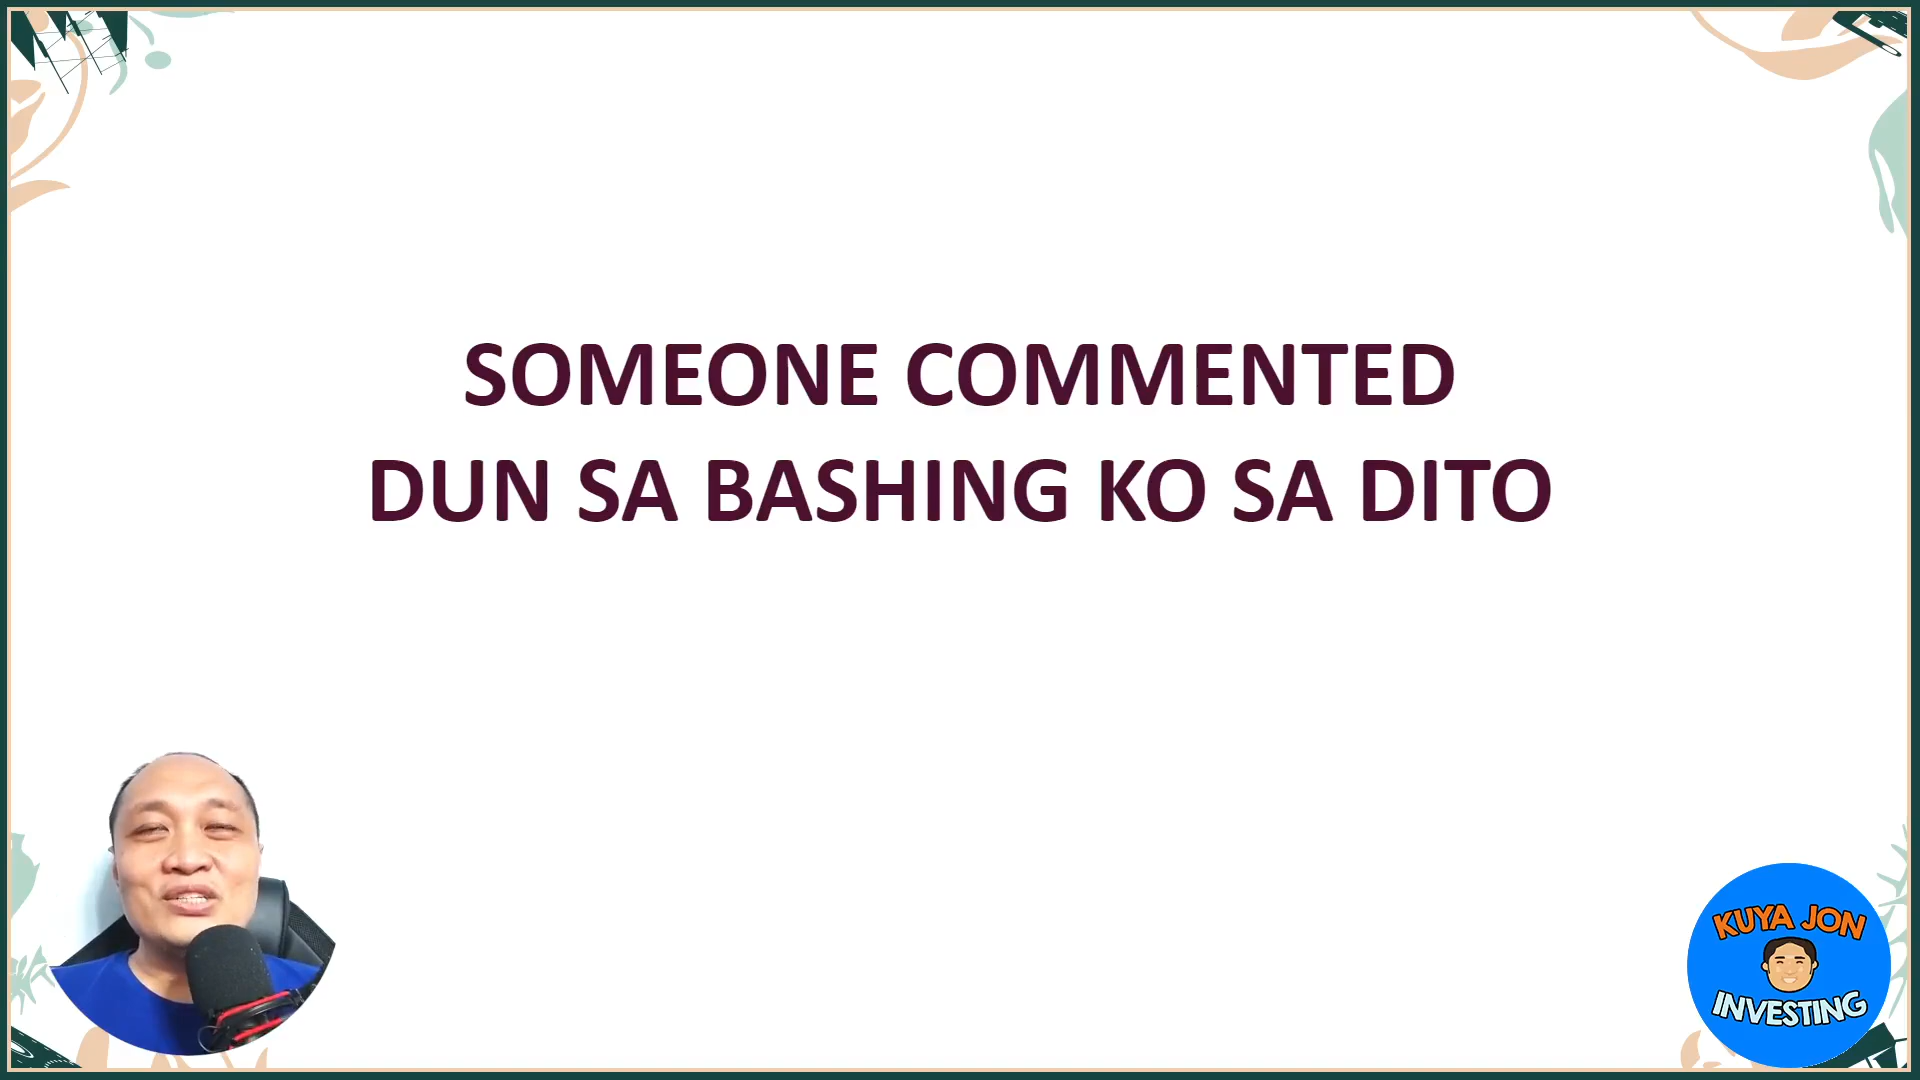 SOMEONE COMMENTED
DUN SA BASHING KO SA DITO
KUYA JON
INVESTING